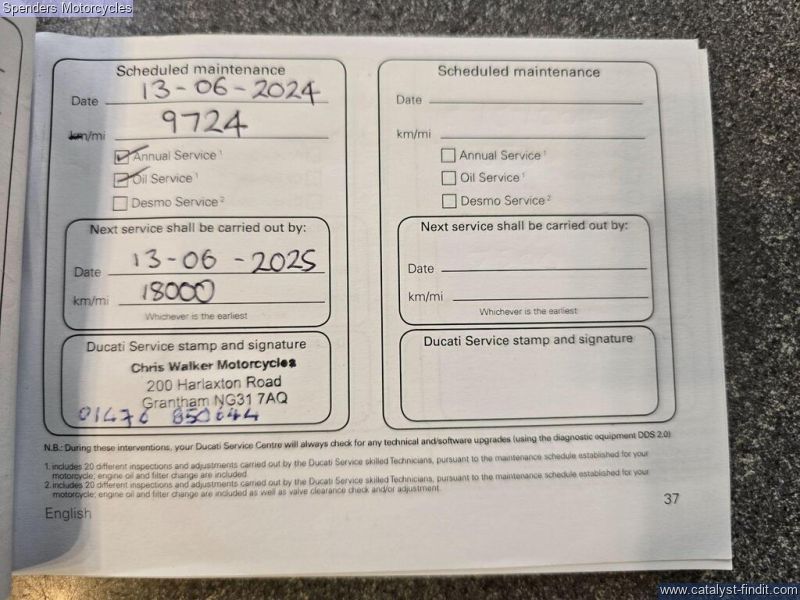 Spenders Motorcycles
Scheduled maintenance
Date 13-06-2024
km/mi 9724
Annual Service 1
Oil Service 1
Desmo Service 2
Next service shall be carried out by:
Date 13-06-2025
km/mi 18000
Whichever is the earliest
Ducati Service stamp and signature
Chris Walker Motorcycles
200 Harlaxton Road
Grantham NG31 7AQ
01476 850644
Scheduled maintenance
Date
km/mi
Annual Service 1
Oil Service 1
Desmo Service 2
Next service shall be carried out by:
Date
km/mi
Whichever is the earliest
Ducati Service stamp and signature
N.B.: During these interventions, your Ducati Service Centre will always check for any technical and/software upgrades (using the diagnostic equipment DDS 2.0)
1. includes 20 different inspections and adjustments carried out by the Ducati Service skilled Technicians, pursuant to the maintenance schedule established for your
motorcycle; engine oil and filter change are included
2. includes 20 different inspections and adjustments carried out by the Ducati Service skilled Technicians, pursuant to the maintenance schedule established for your
motorcycle; engine oil and filter change are included as well as valve clearance check and/or adjustment.
English
37
www.catalyst-findit.com